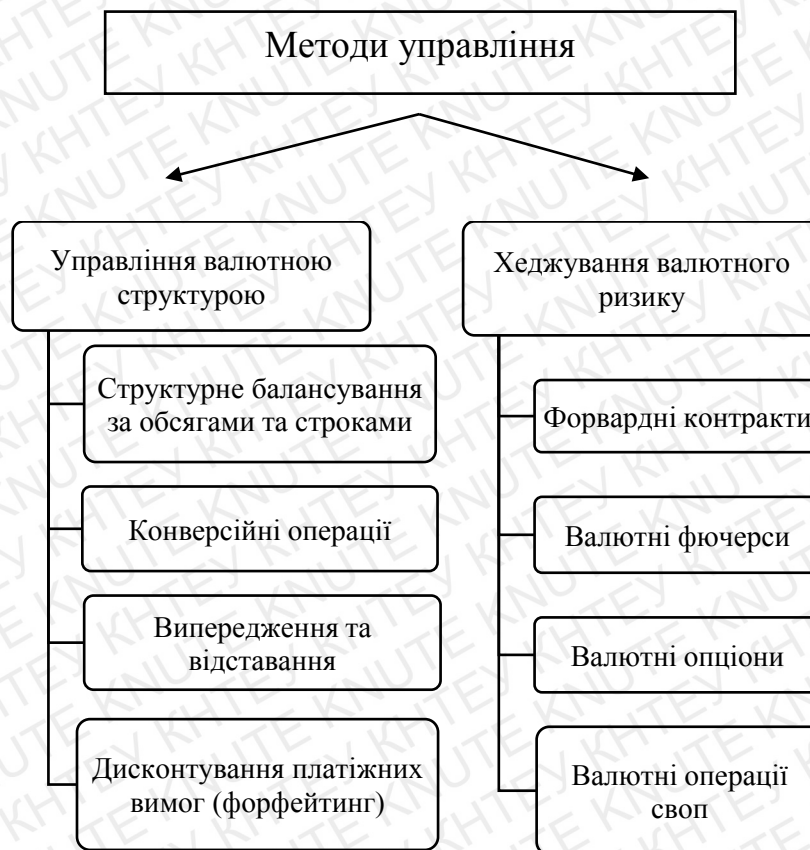 Методи управління
Управління валютною
структурою
Структурне балансування
за обсягами та строками
Конверсійні операції
Випередження та
відставання
Дисконтування платіжних
вимог (форфейтинг)
Хеджування валютного
ризику
Форвардні контракти
Валютні фючерси
Валютні опціони
Валютні операції
своп